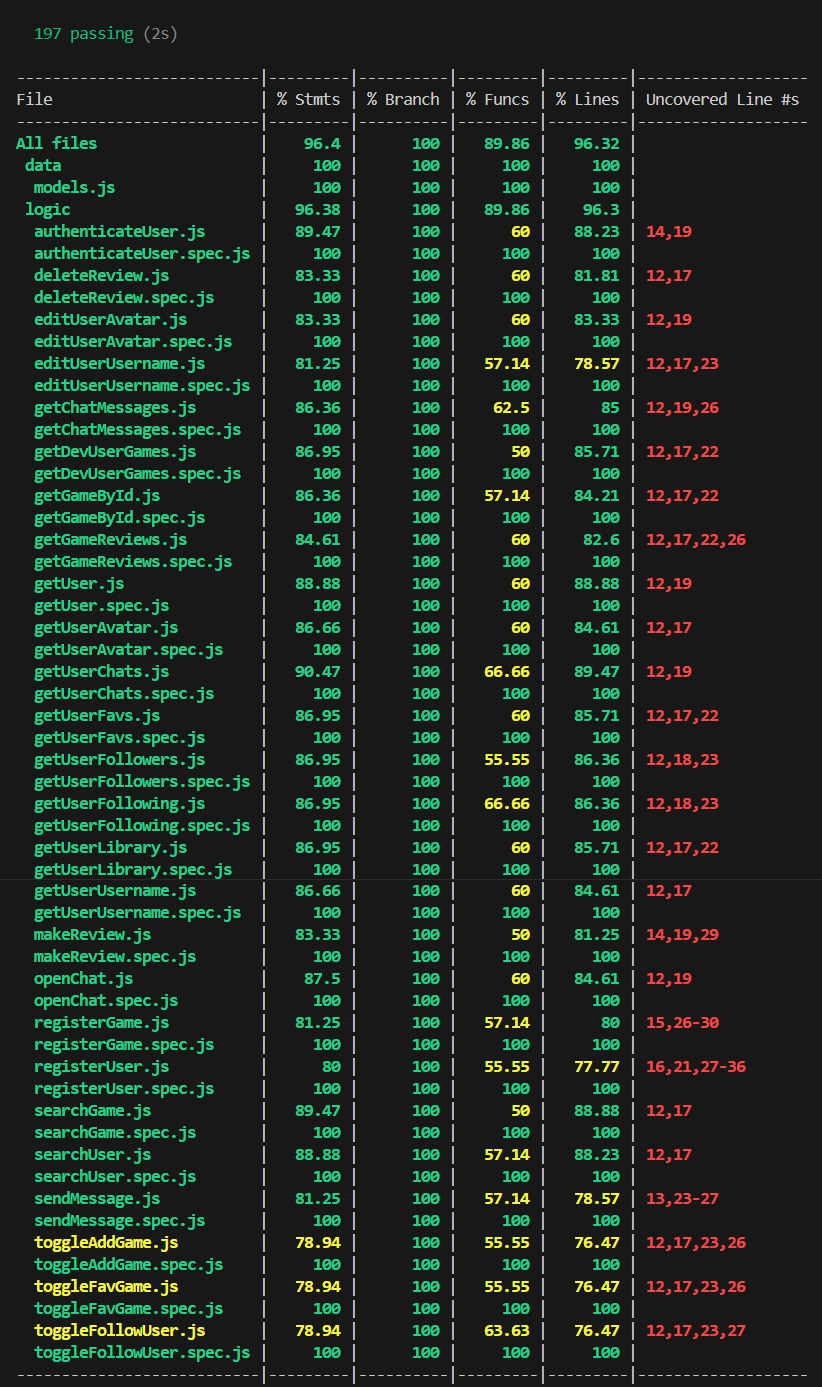 197 passing (2s)
--------------------------|---------|----------|---------|---------|-------------------
File                      | % Stmts | % Branch | % Funcs | % Lines | Uncovered Line #s
--------------------------|---------|----------|---------|---------|-------------------
All files                 |    96.4 |      100 |   89.86 |   96.32 |
 data                     |     100 |      100 |     100 |     100 |
  models.js               |     100 |      100 |     100 |     100 |
 logic                    |   96.38 |      100 |   89.86 |    96.3 |
  authenticateUser.js     |   89.47 |      100 |      60 |   88.23 | 14,19
  authenticateUser.spec.js |     100 |      100 |     100 |     100 |
  deleteReview.js         |   83.33 |      100 |      60 |   81.81 | 12,17
  deleteReview.spec.js    |     100 |      100 |     100 |     100 |
  editUserAvatar.js       |   83.33 |      100 |      60 |   83.33 | 12,19
  editUserAvatar.spec.js  |     100 |      100 |     100 |     100 |
  editUserUsername.js     |   81.25 |      100 |   57.14 |   78.57 | 12,17,23
  editUserUsername.spec.js |     100 |      100 |     100 |     100 |
  getChatMessages.js      |   86.36 |      100 |    62.5 |      85 | 12,19,26
  getChatMessages.spec.js |     100 |      100 |     100 |     100 |
  getDevUserGames.js      |   86.95 |      100 |      50 |   85.71 | 12,17,22
  getDevUserGames.spec.js |     100 |      100 |     100 |     100 |
  getGameById.js          |   86.36 |      100 |   57.14 |   84.21 | 12,17,22
  getGameById.spec.js     |     100 |      100 |     100 |     100 |
  getGameReviews.js       |   84.61 |      100 |      60 |    82.6 | 12,17,22,26
  getGameReviews.spec.js  |     100 |      100 |     100 |     100 |
  getUser.js              |   88.88 |      100 |      60 |   88.88 | 12,19
  getUser.spec.js         |     100 |      100 |     100 |     100 |
  getUserAvatar.js        |   86.66 |      100 |      60 |   84.61 | 12,17
  getUserAvatar.spec.js   |     100 |      100 |     100 |     100 |
  getUserChats.js         |   90.47 |      100 |   66.66 |   89.47 | 12,19
  getUserChats.spec.js    |     100 |      100 |     100 |     100 |
  getUserFavs.js          |   86.95 |      100 |      60 |   85.71 | 12,17,22
  getUserFavs.spec.js     |     100 |      100 |     100 |     100 |
  getUserFollowers.js     |   86.95 |      100 |   55.55 |   86.36 | 12,18,23
  getUserFollowers.spec.js |     100 |      100 |     100 |     100 |
  getUserFollowing.js     |   86.95 |      100 |   66.66 |   86.36 | 12,18,23
  getUserFollowing.spec.js |     100 |      100 |     100 |     100 |
  getUserLibrary.js       |   86.95 |      100 |      60 |   85.71 | 12,17,22
  getUserLibrary.spec.js  |     100 |      100 |     100 |     100 |
  getUserUsername.js      |   86.66 |      100 |      60 |   84.61 | 12,17
  getUserUsername.spec.js |     100 |      100 |     100 |     100 |
  makeReview.js           |   83.33 |      100 |      50 |   81.25 | 14,19,29
  makeReview.spec.js      |     100 |      100 |     100 |     100 |
  openChat.js             |    87.5 |      100 |      60 |   84.61 | 12,19
  openChat.spec.js        |     100 |      100 |     100 |     100 |
  registerGame.js         |   81.25 |      100 |   57.14 |      80 | 15,26-30
  registerGame.spec.js    |     100 |      100 |     100 |     100 |
  registerUser.js         |      80 |      100 |   55.55 |   77.77 | 16,21,27-36
  registerUser.spec.js    |     100 |      100 |     100 |     100 |
  searchGame.js           |   89.47 |      100 |      50 |   88.88 | 12,17
  searchGame.spec.js      |     100 |      100 |     100 |     100 |
  searchUser.js           |   88.88 |      100 |   57.14 |   88.23 | 12,17
  searchUser.spec.js      |     100 |      100 |     100 |     100 |
  sendMessage.js          |   81.25 |      100 |   57.14 |   78.57 | 13,23-27
  sendMessage.spec.js     |     100 |      100 |     100 |     100 |
  toggleAddGame.js        |   78.94 |      100 |   55.55 |   76.47 | 12,17,23,26
  toggleAddGame.spec.js   |     100 |      100 |     100 |     100 |
  toggleFavGame.js        |   78.94 |      100 |   55.55 |   76.47 | 12,17,23,26
  toggleFavGame.spec.js   |     100 |      100 |     100 |     100 |
  toggleFollowUser.js     |   78.94 |      100 |   63.63 |   76.47 | 12,17,23,27
  toggleFollowUser.spec.js |     100 |      100 |     100 |     100 |
--------------------------|---------|----------|---------|---------|-------------------